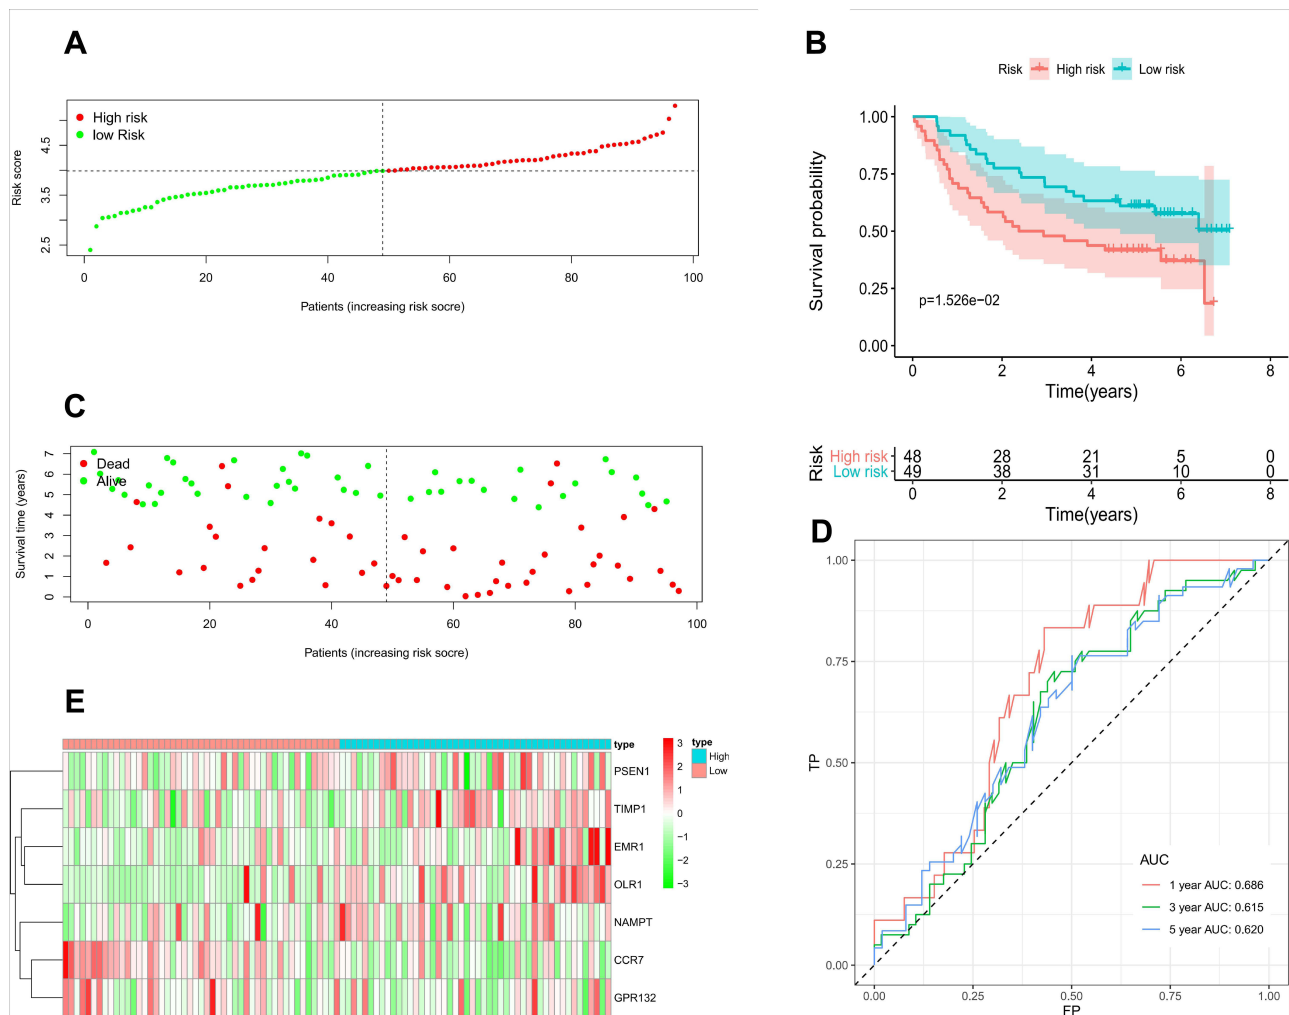 A
High risk
low Risk
Risk score
2.5 3.5 4.5
0 20 40 60 80 100
Patients (increasing risk socre)
B
Risk High risk Low risk
Survival probability
1.00
0.75
0.50
0.25
0.00
p=1.526e−02
0 2 4 6 8
Time(years)
Risk
High risk 48 28 21 5 0
Low risk 49 38 31 10 0
0 2 4 6 8
Time(years)
C
Dead
Alive
Survival time (years)
0 1 2 3 4 5 6 7
0 20 40 60 80 100
Patients (increasing risk socre)
D
TP
1.00
0.75
0.50
0.25
0.00
AUC
1 year AUC: 0.686
3 year AUC: 0.615
5 year AUC: 0.620
0.00 0.25 0.50 0.75 1.00
FP
E
type
PSEN1
TIMP1
EMR1
OLR1
NAMPT
CCR7
GPR132
3
2
1
0
−1
−2
−3
type
High
Low